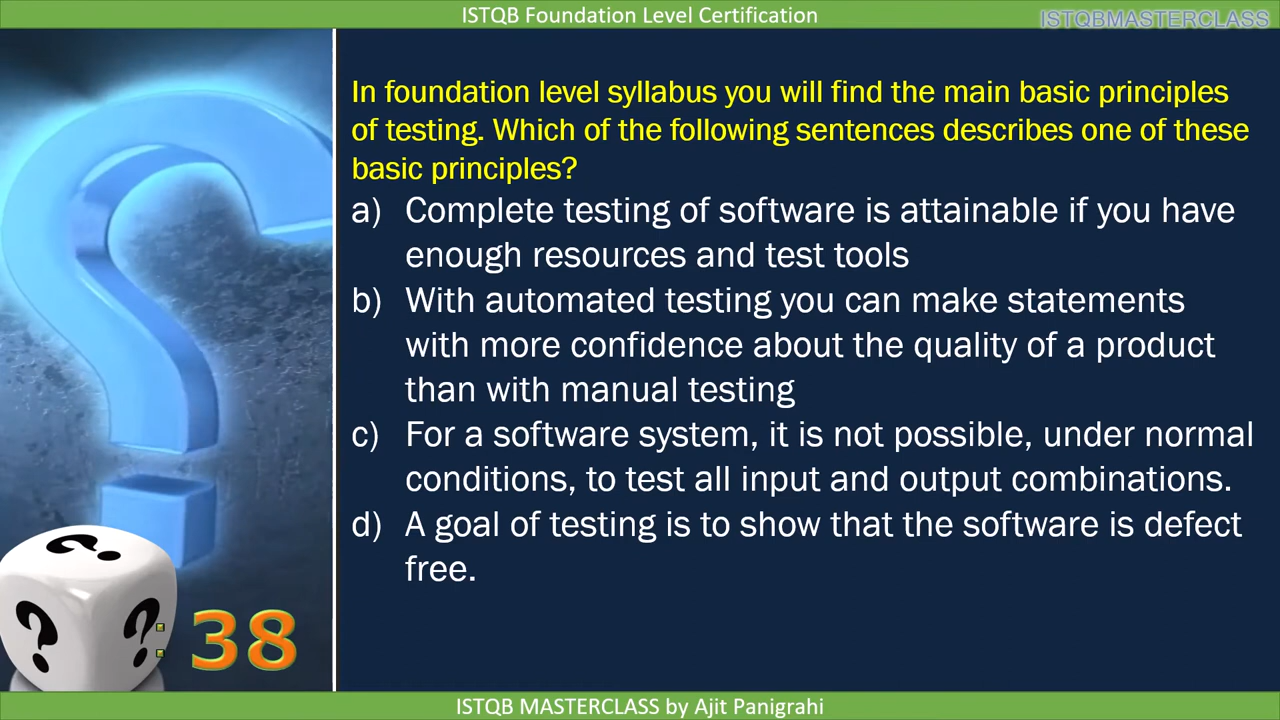 ISTQB Foundation Level Certification
ISTQBMASTERCLASS
In foundation level syllabus you will find the main basic principles
of testing. Which of the following sentences describes one of these
basic principles?
a) Complete testing of software is attainable if you have
enough resources and test tools
b) With automated testing you can make statements
with more confidence about the quality of a product
than with manual testing
c) For a software system, it is not possible, under normal
conditions, to test all input and output combinations.
d) A goal of testing is to show that the software is defect
free.
? ? ?
:38
ISTQB MASTERCLASS by Ajit Panigrahi